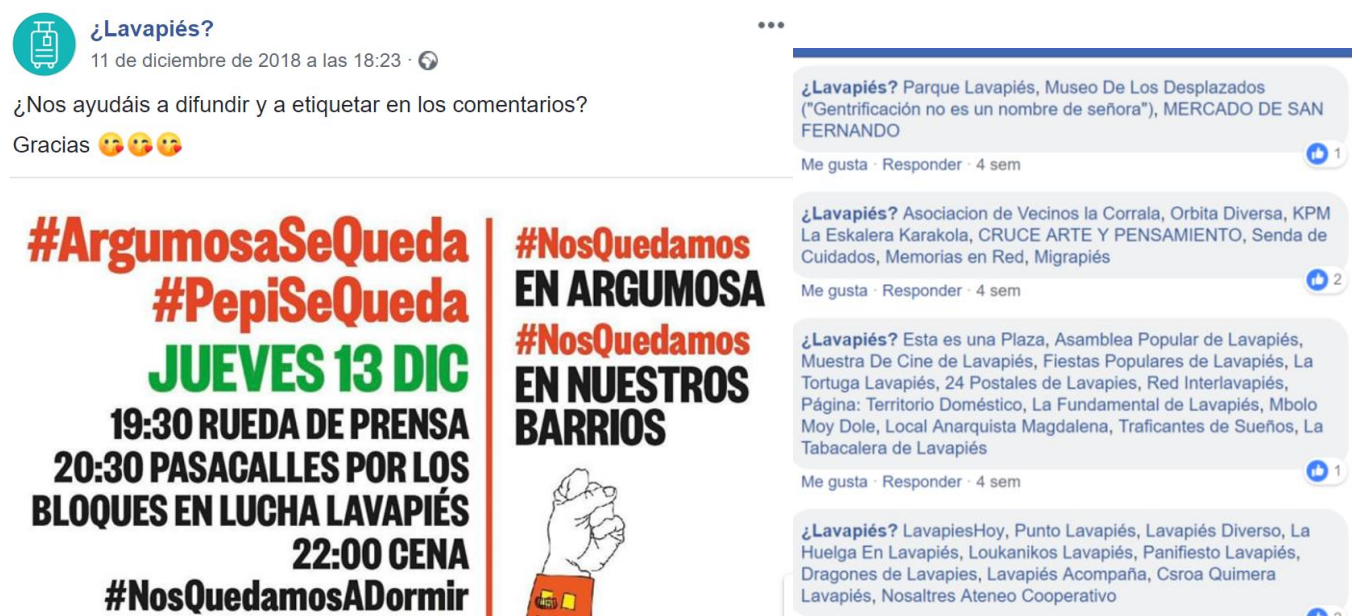 ¿Lavapiés?
11 de diciembre de 2018 a las 18:23 ·
¿Nos ayudáis a difundir y a etiquetar en los comentarios?
Gracias
#ArgumosaSeQueda
#PepiSeQueda
JUEVES 13 DIC
19:30 RUEDA DE PRENSA
20:30 PASACALLES POR LOS
BLOQUES EN LUCHA LAVAPIÉS
22:00 CENA
#NosQuedamosADormir
#NosQuedamos
EN ARGUMOSA
#NosQuedamos
EN NUESTROS
BARRIOS
¿Lavapiés? Parque Lavapiés, Museo De Los Desplazados
("Gentrificación no es un nombre de señora"), MERCADO DE SAN
FERNANDO
1
Me gusta · Responder · 4 sem
¿Lavapiés? Asociacion de Vecinos la Corrala, Orbita Diversa, KPM
La Eskalera Karakola, CRUCE ARTE Y PENSAMIENTO, Senda de
Cuidados, Memorias en Red, Migrapiés
2
Me gusta · Responder · 4 sem
¿Lavapiés? Esta es una Plaza, Asamblea Popular de Lavapiés,
Muestra De Cine de Lavapiés, Fiestas Populares de Lavapiés, La
Tortuga Lavapiés, 24 Postales de Lavapies, Red Interlavapiés,
Página: Territorio Doméstico, La Fundamental de Lavapiés, Mbolo
Moy Dole, Local Anarquista Magdalena, Traficantes de Sueños, La
Tabacalera de Lavapiés
1
Me gusta · Responder · 4 sem
¿Lavapiés? LavapiesHoy, Punto Lavapiés, Lavapiés Diverso, La
Huelga En Lavapiés, Loukanikos Lavapiés, Panifiesto Lavapiés,
Dragones de Lavapies, Lavapiés Acompaña, Csroa Quimera
Lavapiés, Nosaltres Ateneo Cooperativo